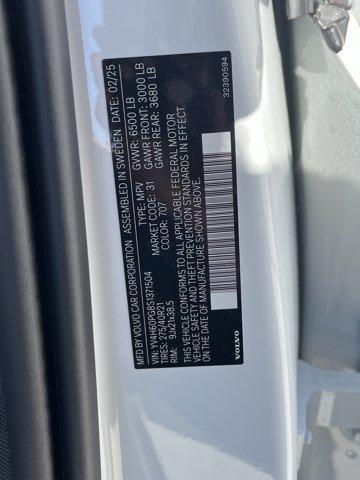 MFD BY VOLVO CAR CORPORATION ASSEMBLED IN SWEDEN DATE: 02/25
VIN: YV4H60PG8S1371504 TYPE: MPV GVWR: 6500 LB
TIRES: 275/40R21 MARKET CODE: 31 GAWR FRONT: 3000 LB
RIM: 9Jx21x38,5 COLOR: 707 GAWR REAR: 3680 LB
THIS VEHICLE CONFORMS TO ALL APPLICABLE FEDERAL MOTOR
VEHICLE SAFETY AND THEFT PREVENTION STANDARDS IN EFFECT
ON THE DATE OF MANUFACTURE SHOWN ABOVE.
VOLVO 32390594